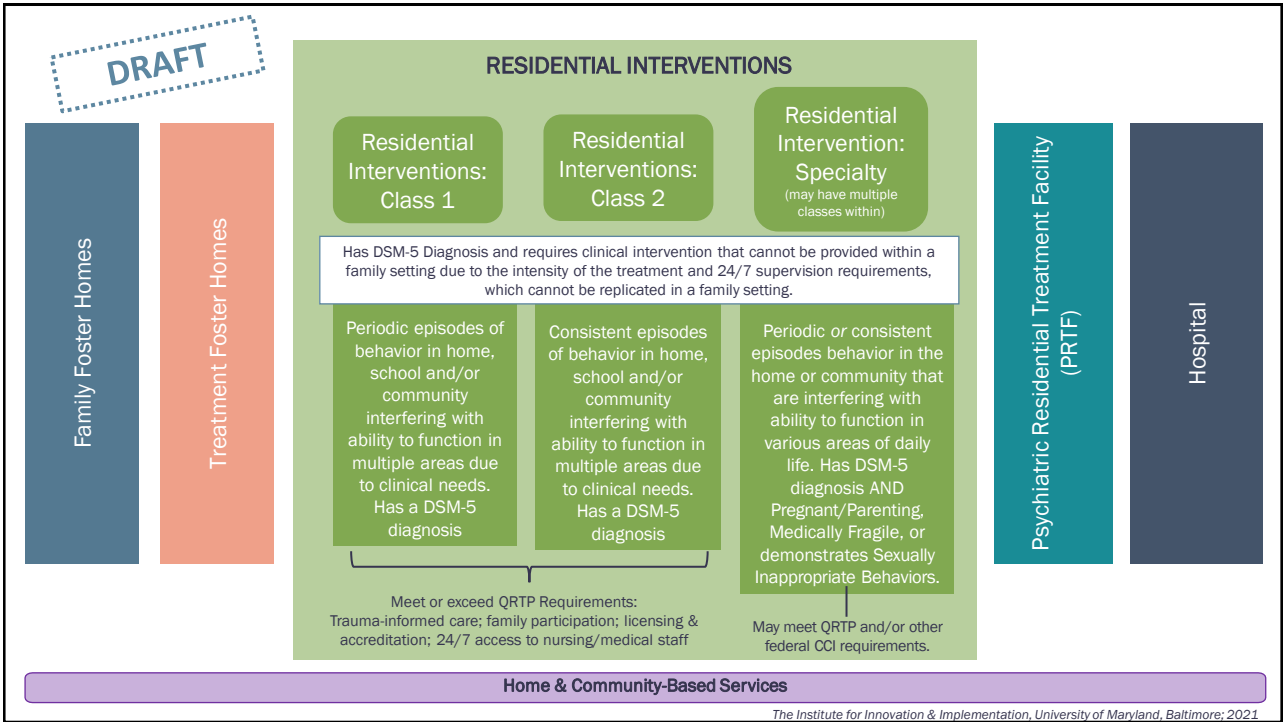 DRAFT
RESIDENTIAL INTERVENTIONS
Family Foster Homes
Treatment Foster Homes
Residential
Interventions:
Class 1
Residential
Interventions:
Class 2
Residential
Intervention:
Specialty
(may have multiple
classes within)
Has DSM-5 Diagnosis and requires clinical intervention that cannot be provided within a
family setting due to the intensity of the treatment and 24/7 supervision requirements,
which cannot be replicated in a family setting.
Periodic episodes of
behavior in home,
school and/or
community
interfering with
ability to function in
multiple areas due
to clinical needs.
Has a DSM-5
diagnosis
Consistent episodes
of behavior in home,
school and/or
community
interfering with
ability to function in
multiple areas due
to clinical needs.
Has a DSM-5
diagnosis
Periodic or consistent
episodes behavior in the
home or community that
are interfering with
ability to function in
various areas of daily
life. Has DSM-5
diagnosis AND
Pregnant/Parenting,
Medically Fragile, or
demonstrates Sexually
Inappropriate Behaviors.
Meet or exceed QRTP Requirements:
Trauma-informed care; family participation; licensing &
accreditation; 24/7 access to nursing/medical staff
May meet QRTP and/or other
federal CCI requirements.
Psychiatric Residential Treatment Facility
(PRTF)
Hospital
Home & Community-Based Services
The Institute for Innovation & Implementation, University of Maryland, Baltimore; 2021